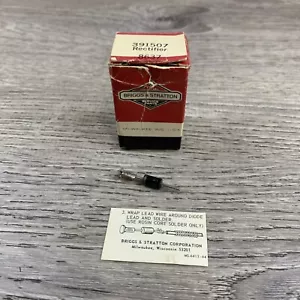 391507
Rectifier
8627
BRIGGS & STRATTON
3. WRAP LEAD WIRE AROUND DIODE
LEAD AND SOLDER.
(USE ROSIN CORE SOLDER ONLY)
BRIGGS & STRATTON CORPORATION
Milwaukee, Wisconsin 53201